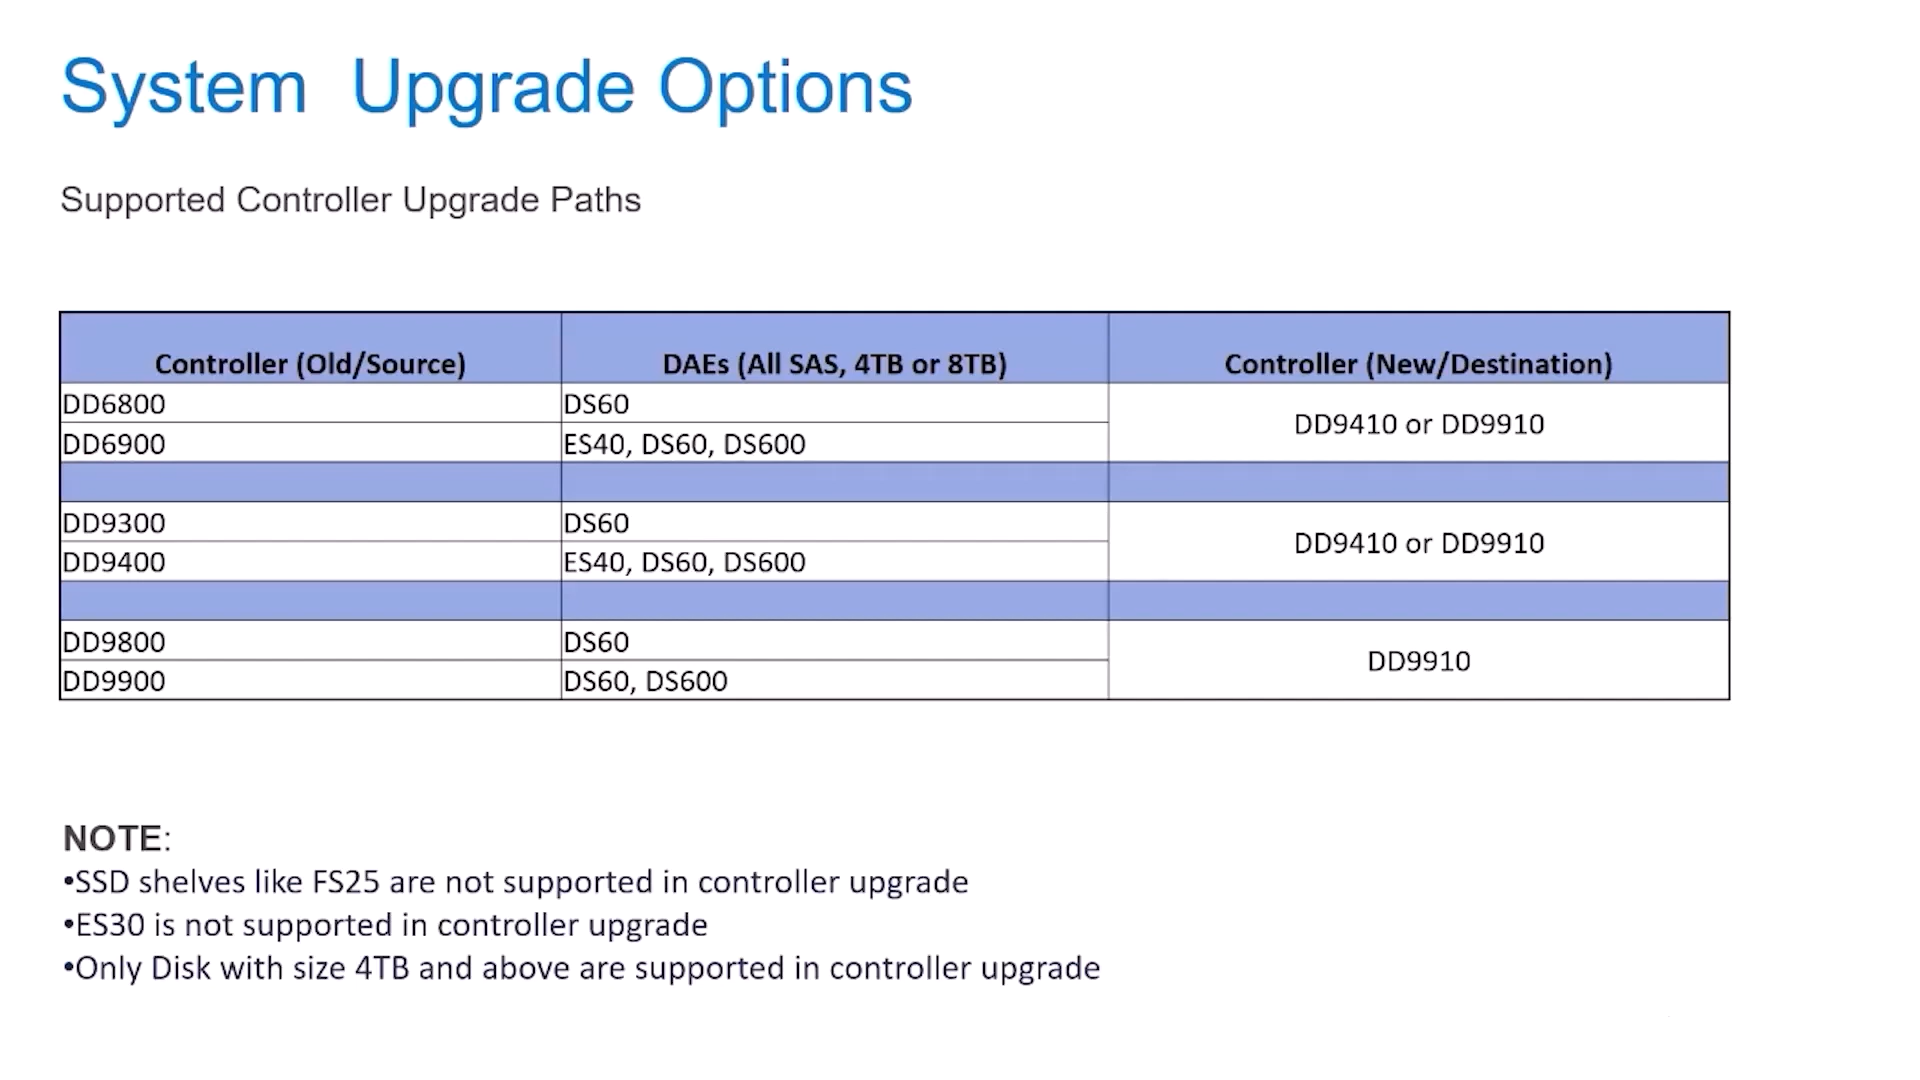 System  Upgrade Options
Supported Controller Upgrade Paths
Controller (Old/Source) DAEs (All SAS, 4TB or 8TB) Controller (New/Destination)
DD6800 DS60 DD9410 or DD9910
DD6900 ES40, DS60, DS600
DD9300 DS60 DD9410 or DD9910
DD9400 ES40, DS60, DS600
DD9800 DS60 DD9910
DD9900 DS60, DS600
NOTE:
•SSD shelves like FS25 are not supported in controller upgrade
•ES30 is not supported in controller upgrade
•Only Disk with size 4TB and above are supported in controller upgrade